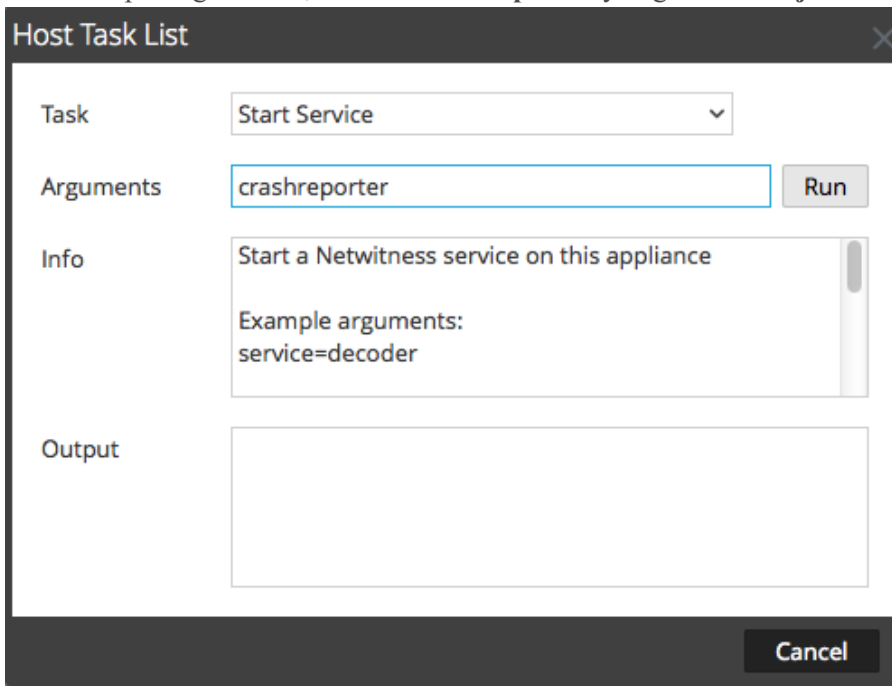 Host Task List
Task
Start Service
Arguments
crashreporter
Run
Info
Start a Netwitness service on this appliance
Example arguments:
service=decoder
Output
Cancel